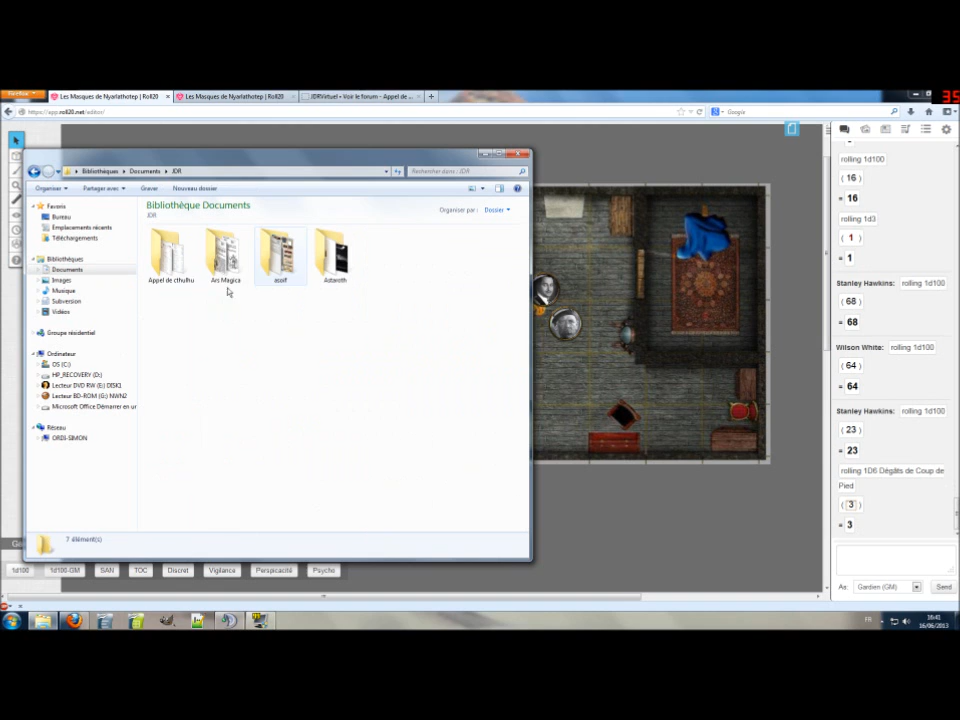 Firefox
Les Masques de Nyarlathotep | Roll20
Les Masques de Nyarlathotep | Roll20
JDRVirtuel • Voir le forum - Appel de ...
35
https://app.roll20.net/editor/
Google
Bibliothèques
Documents
JDR
Rechercher dans : JDR
Organiser
Partager avec
Graver
Nouveau dossier
Favoris
Bureau
Emplacements récents
Téléchargements
Bibliothèques
Documents
Images
Musique
Subversion
Vidéos
Groupe résidentiel
Ordinateur
OS (C:)
HP_RECOVERY (D:)
Lecteur DVD RW (E:) DISK1
Lecteur BD-ROM (G:) NWN2
Microsoft Office Démarrer en ur
Réseau
ORDI-SIMON
Bibliothèque Documents
JDR
Organiser par :
Dossier
Appel de cthulhu
Ars Magica
asoif
Astaroth
7 élément(s)
rolling 1d100
( 16 )
= 16
rolling 1d3
( 1 )
= 1
Stanley Hawkins: rolling 1d100
( 68 )
= 68
Wilson White: rolling 1d100
( 64 )
= 64
Stanley Hawkins: rolling 1d100
( 23 )
= 23
rolling 1D6 Dégâts de Coup de
Pied
( 3 )
= 3
As: Gardien (GM)
Send
1d100
1d100-GM
SAN
TOC
Discret
Vigilance
Perspicacité
Psycho
FR
16:41
16/06/2013